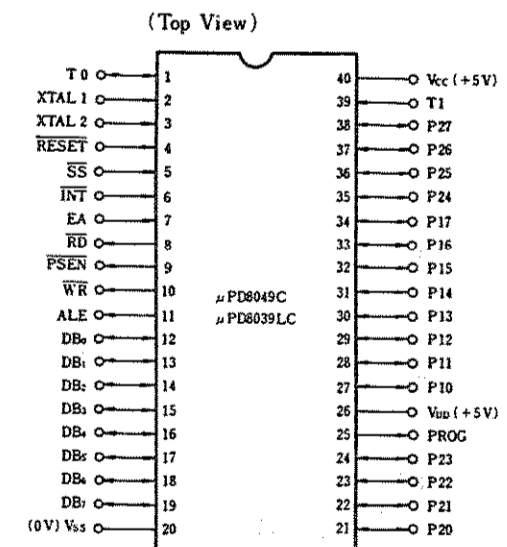 (Top View)
T0 1 40 Vcc (+5V)
XTAL 1 2 39 T1
XTAL 2 3 38 P27
RESET 4 37 P26
SS 5 36 P25
INT 6 35 P24
EA 7 34 P17
RD 8 33 P16
PSEN 9 32 P15
WR 10 31 P14
μPD8049C
ALE 11 30 P13
μPD8039LC
DB₀ 12 29 P12
DB₁ 13 28 P11
DB₂ 14 27 P10
DB₃ 15 26 VDD (+5V)
DB₄ 16 25 PROG
DB₅ 17 24 P23
DB₆ 18 23 P22
DB₇ 19 22 P21
(0V) Vss 20 21 P20